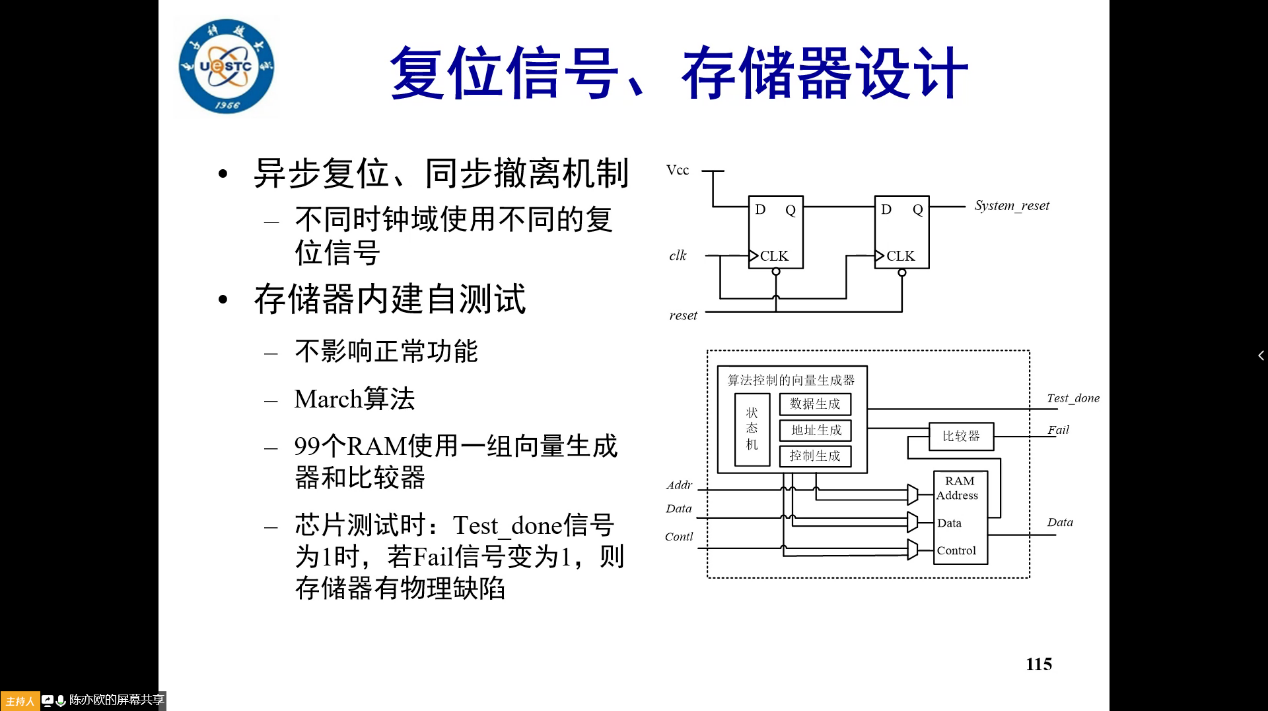 电子科技大学
UeSTC
1956
复位信号、存储器设计
• 异步复位、同步撤离机制
– 不同时钟域使用不同的复
位信号
• 存储器内建自测试
– 不影响正常功能
– March算法
– 99个RAM使用一组向量生成
器和比较器
– 芯片测试时：Test_done信号
为1时，若Fail信号变为1，则
存储器有物理缺陷
Vcc
D Q
D Q
System_reset
clk
CLK
CLK
reset
算法控制的向量生成器
状态机
数据生成
地址生成
控制生成
Test_done
比较器
Fail
Addr
Data
Contl
RAM
Address
Data
Control
Data
115
主持人 陈亦欧的屏幕共享